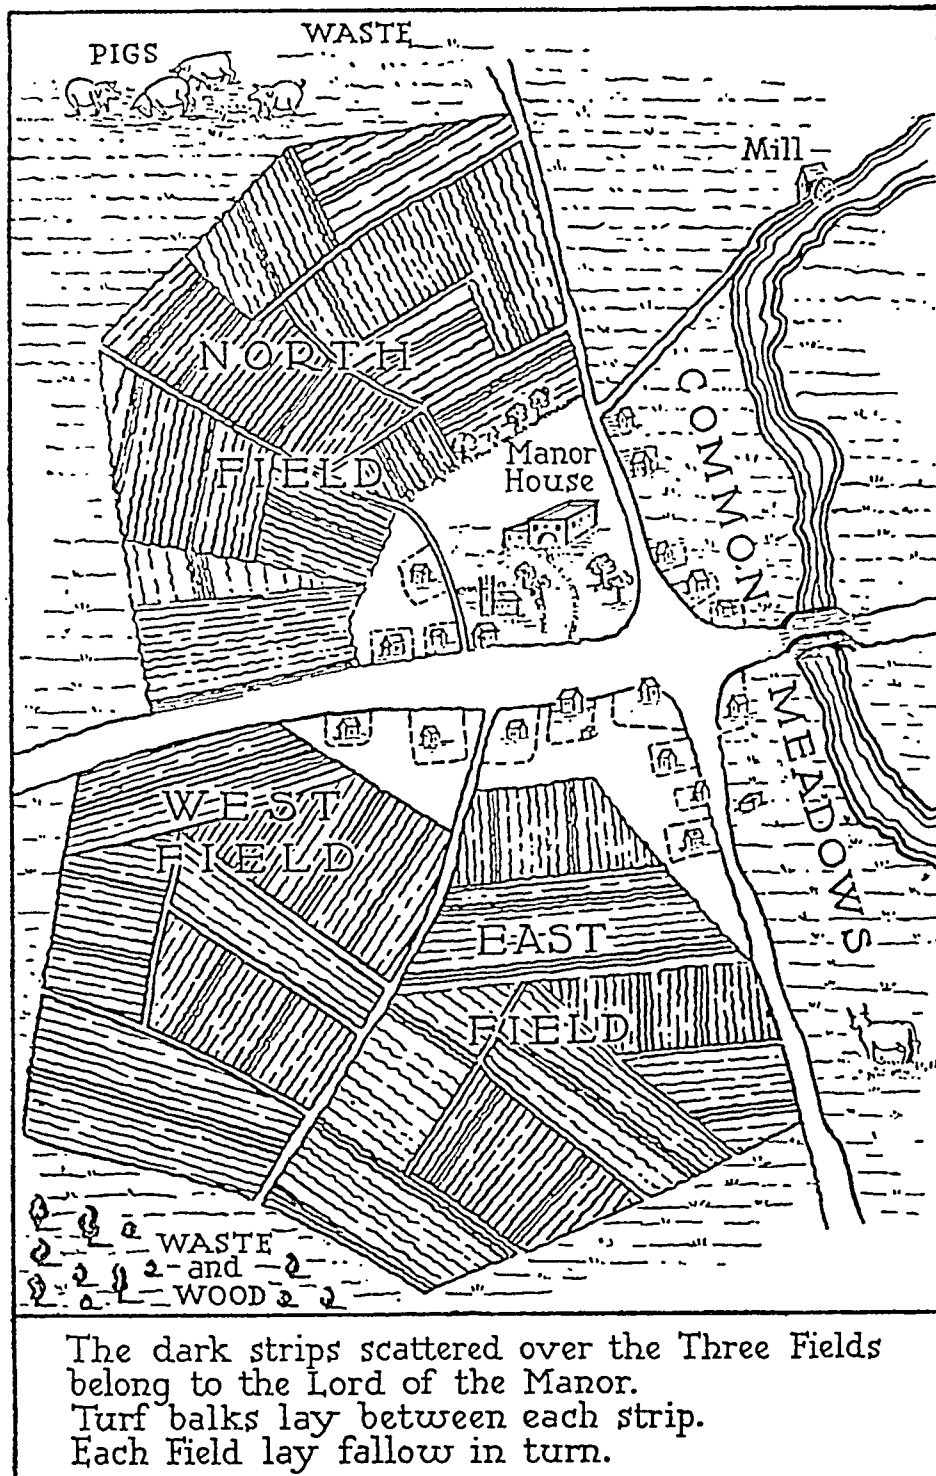 WASTE
PIGS
Mill
NORTH
FIELD
COMMON
Manor
House
MEADOWS
WEST
FIELD
EAST
FIELD
WASTE
and
WOOD
The dark strips scattered over the Three Fields
belong to the Lord of the Manor.
Turf balks lay between each strip.
Each Field lay fallow in turn.